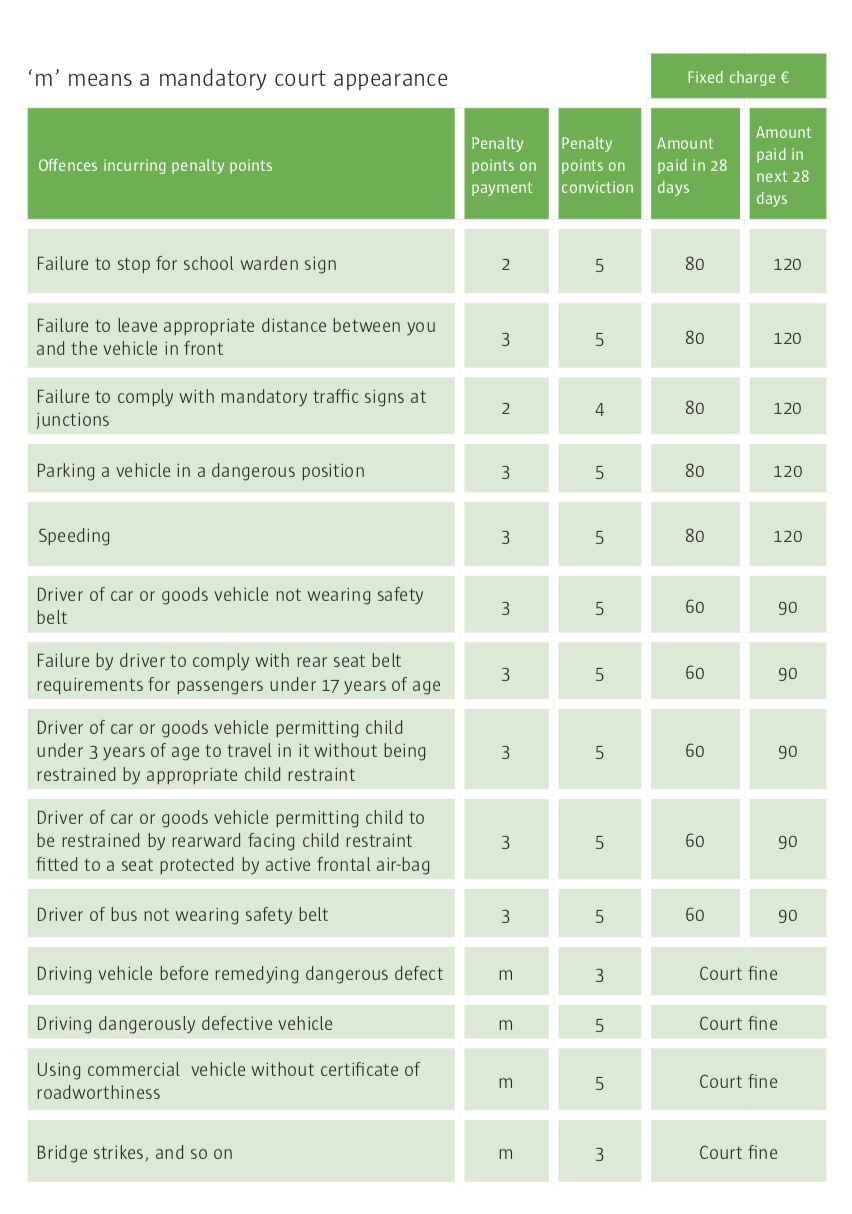 ‘m’ means a mandatory court appearance
Fixed charge €
Offences incurring penalty points
Penalty
points on
payment
Penalty
points on
conviction
Amount
paid in 28
days
Amount
paid in
next 28
days
Failure to stop for school warden sign
2
5
80
120
Failure to leave appropriate distance between you
and the vehicle in front
3
5
80
120
Failure to comply with mandatory traffic signs at
junctions
2
4
80
120
Parking a vehicle in a dangerous position
3
5
80
120
Speeding
3
5
80
120
Driver of car or goods vehicle not wearing safety
belt
3
5
60
90
Failure by driver to comply with rear seat belt
requirements for passengers under 17 years of age
3
5
60
90
Driver of car or goods vehicle permitting child
under 3 years of age to travel in it without being
restrained by appropriate child restraint
3
5
60
90
Driver of car or goods vehicle permitting child to
be restrained by rearward facing child restraint
fitted to a seat protected by active frontal air-bag
3
5
60
90
Driver of bus not wearing safety belt
3
5
60
90
Driving vehicle before remedying dangerous defect
m
3
Court fine
Driving dangerously defective vehicle
m
5
Court fine
Using commercial  vehicle without certificate of
roadworthiness
m
5
Court fine
Bridge strikes, and so on
m
3
Court fine